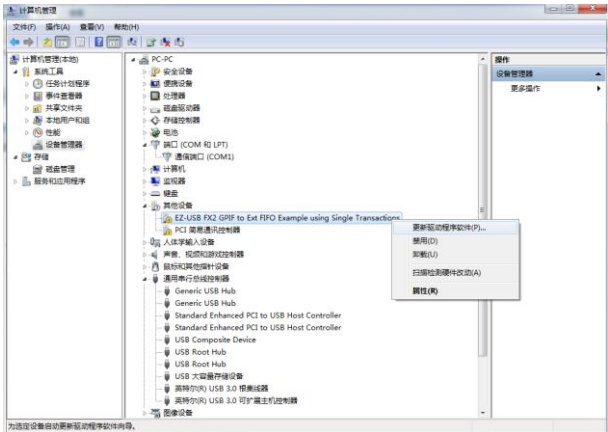 计算机管理
文件(F) 操作(A) 查看(V) 帮助(H)
计算机管理(本地)
系统工具
任务计划程序
事件查看器
共享文件夹
本地用户和组
性能
设备管理器
存储
磁盘管理
服务和应用程序
PC-PC
安全设备
便携设备
处理器
磁盘驱动器
存储控制器
电池
端口 (COM 和 LPT)
通信端口 (COM1)
计算机
监视器
键盘
其他设备
EZ-USB FX2 GPIF to Ext FIFO Example using Single Transactions
PCI 简易通讯控制器
人体学输入设备
声音、视频和游戏控制器
鼠标和其他指针设备
通用串行总线控制器
Generic USB Hub
Generic USB Hub
Standard Enhanced PCI to USB Host Controller
Standard Enhanced PCI to USB Host Controller
USB Composite Device
USB Root Hub
USB Root Hub
USB 大容量存储设备
英特尔(R) USB 3.0 根集线器
英特尔(R) USB 3.0 可扩展主机控制器
图像设备
更新驱动程序软件(P)...
禁用(D)
卸载(U)
扫描检测硬件改动(A)
属性(R)
操作
设备管理器
更多操作
为选定设备启动更新驱动程序软件向导。